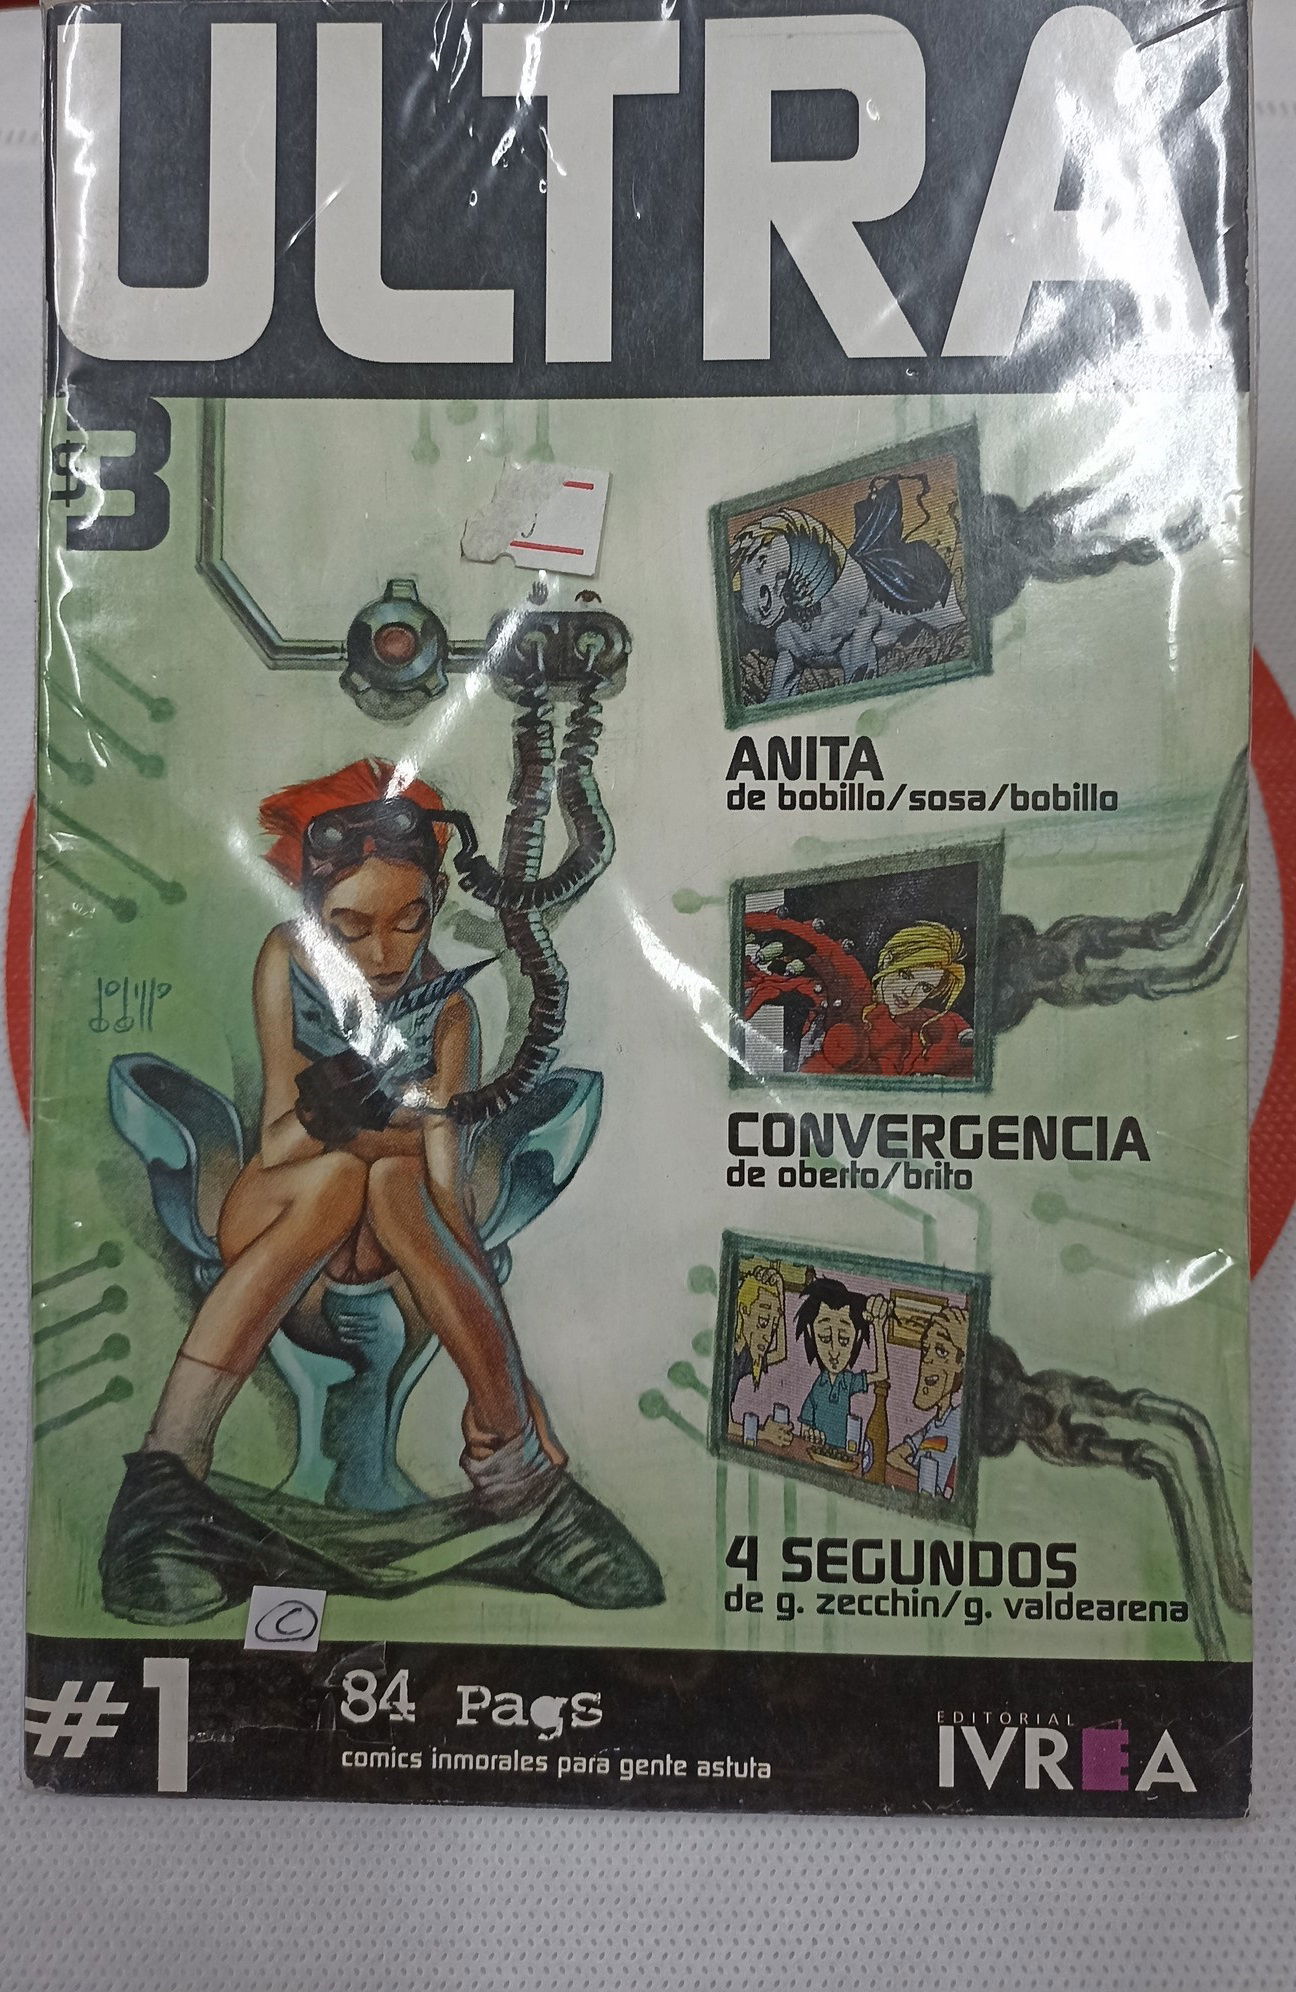 ULTRA
$3
ANITA
de bobillo/sosa/bobillo
bobillo
CONVERGENCIA
de oberto/brito
4 SEGUNDOS
de g. zecchin/g. valdearena
C
#1
84 Pags
comics inmorales para gente astuta
EDITORIAL
IVREA